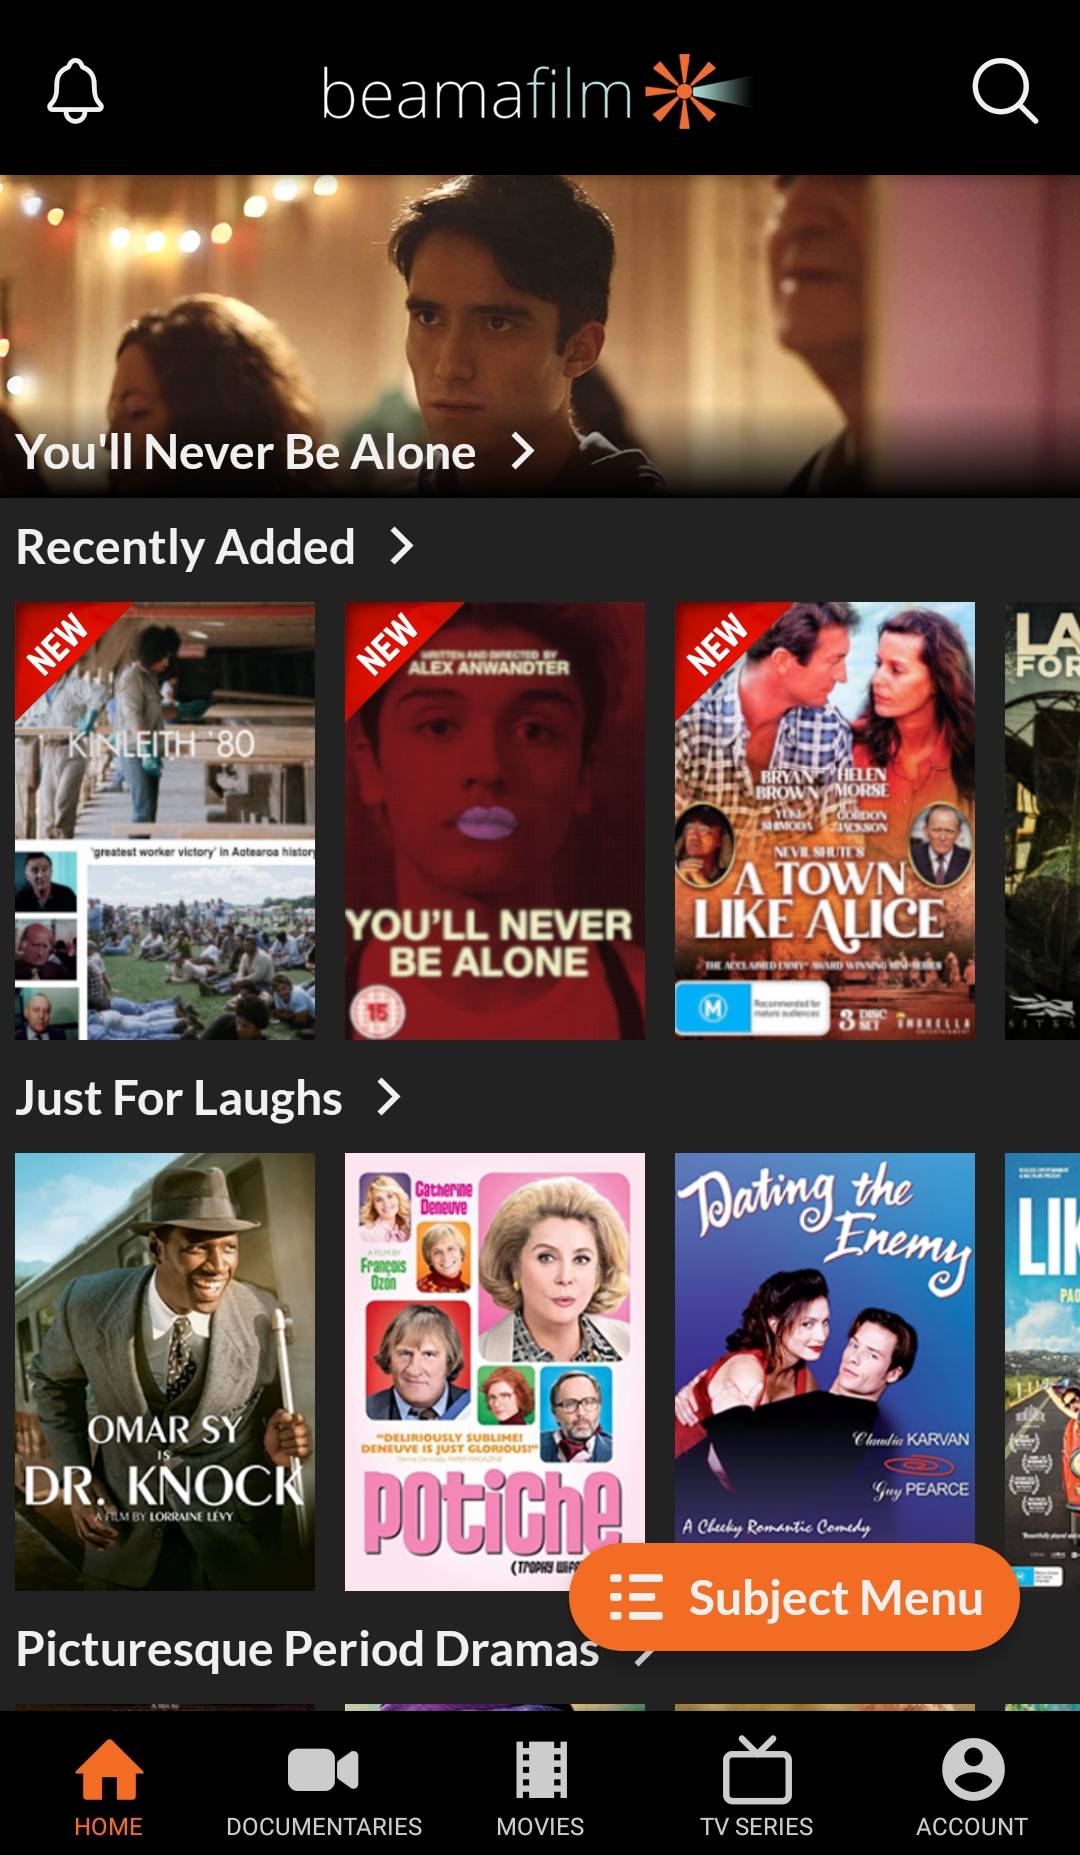 beamafilm
You'll Never Be Alone
Recently Added
NEW
KINLEITH '80
'greatest worker victory' in Aotearoa history
NEW
WRITTEN AND DIRECTED BY
ALEX ANWANDTER
YOU'LL NEVER
BE ALONE
15
NEW
BRYAN BROWN
HELEN MORSE
YUKI SHIMODA
GORDON JACKSON
NEVIL SHUTE'S
A TOWN
LIKE ALICE
THE ACCLAIMED EMMY® AWARD WINNING MINI-SERIES
M
Recommended for
mature audiences
3 DISC SET
UMBRELLA
ENTERTAINMENT
LA
FOR
SITKA
Just For Laughs
OMAR SY
IS
DR. KNOCK
A FILM BY LORRAINE LÉVY
Catherine
Deneuve
A FILM BY
François
Ozon
"DELIRIOUSLY SUBLIME!
DENEUVE IS JUST GLORIOUS!"
POTICHE
(TROPHY WIFE
Dating the
Enemy
Claudia KARVAN
Guy PEARCE
A Cheeky Romantic Comedy
LIK
PAO
Subject Menu
Picturesque Period Dramas
HOME
DOCUMENTARIES
MOVIES
TV SERIES
ACCOUNT